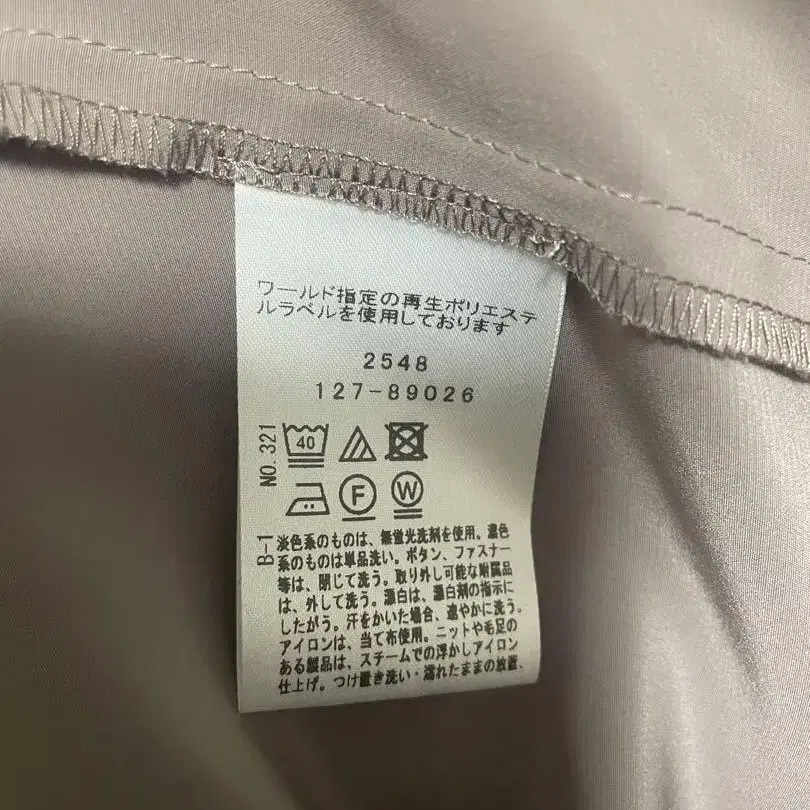 ワールド指定の再生ポリエステ
ルラベルを使用しております
2548
127-89026
NO.321
40
F W
B-1
淡色系のものは、無蛍光洗剤を使用。濃色
系のものは単品洗い。ボタン、ファスナー
等は、閉じて洗う。取り外し可能な附属品
は、外して洗う。漂白は、漂白剤の指示に
したがう。汗をかいた場合、速やかに洗う。
アイロンは、当て布使用。ニットや毛足の
ある製品は、スチームでの浮かしアイロン
仕上げ。つけ置き洗い・濡れたままの放置、